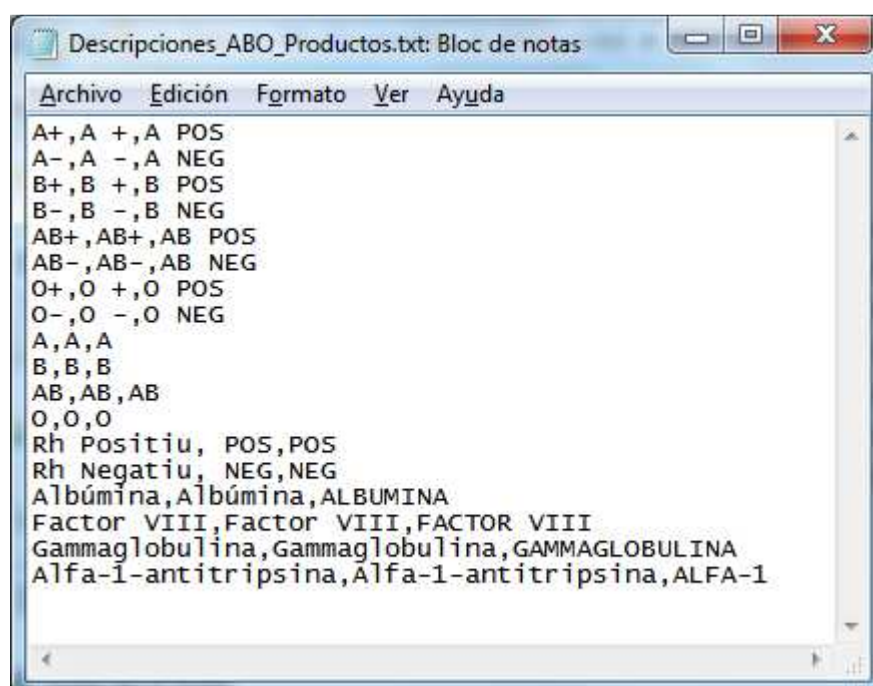 Descripciones_ABO_Productos.txt: Bloc de notas
Archivo Edición Formato Ver Ayuda
A+,A +,A POS
A-,A -,A NEG
B+,B +,B POS
B-,B -,B NEG
AB+,AB+,AB POS
AB-,AB-,AB NEG
O+,O +,O POS
O-,O -,O NEG
A,A,A
B,B,B
AB,AB,AB
O,O,O
Rh Positiu, POS,POS
Rh Negatiu, NEG,NEG
Albúmina,Albúmina,ALBUMINA
Factor VIII,Factor VIII,FACTOR VIII
Gammaglobulina,Gammaglobulina,GAMMAGLOBULINA
Alfa-1-antitripsina,Alfa-1-antitripsina,ALFA-1